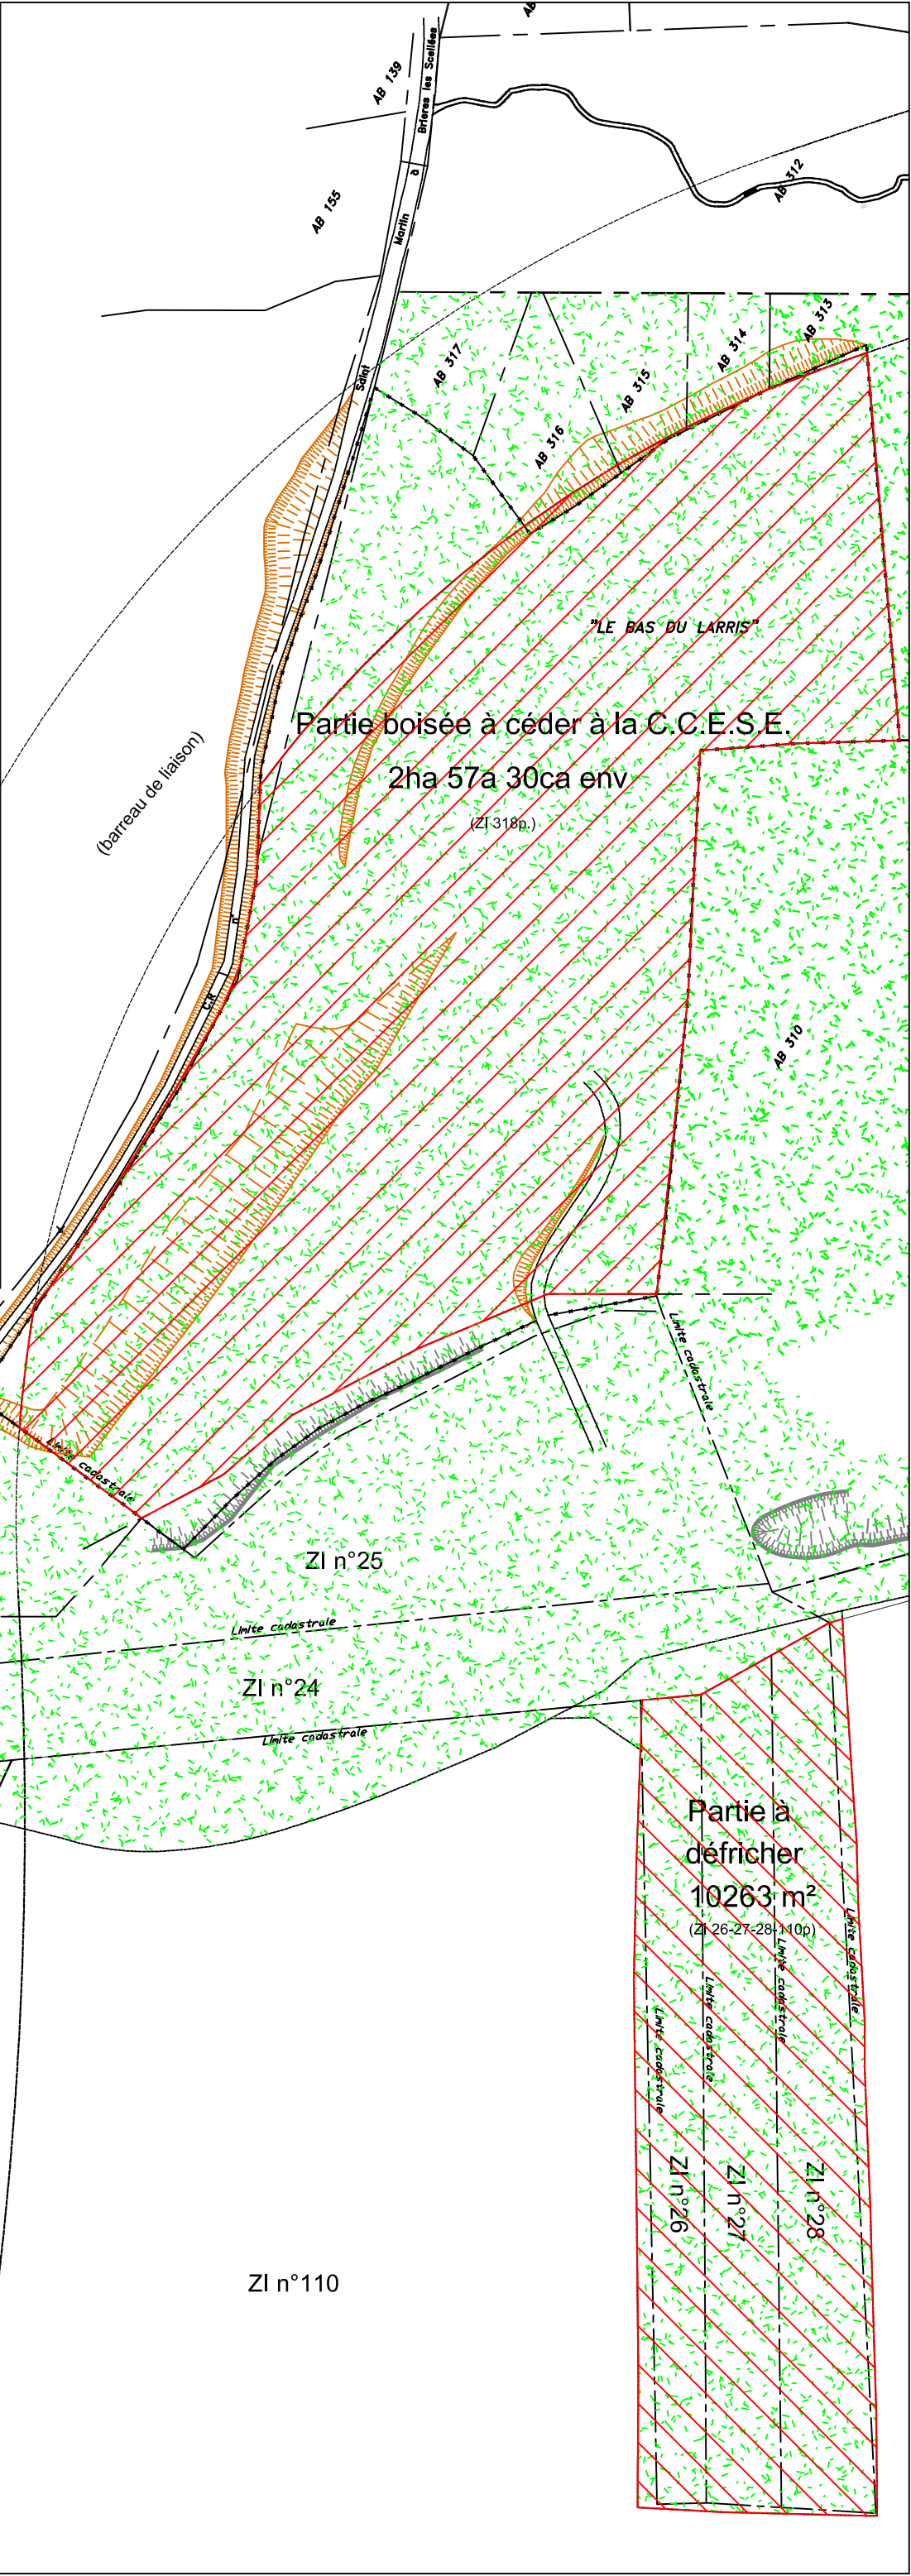 AB 139
Brieres les Scellées
à
AB 155
Martin
AB 312
Saint
AB 317
AB 316
AB 315
AB 314
AB 313
"LE BAS DU LARRIS"
Partie boisée à céder à la C.C.E.S.E.
2ha 57a 30ca env
(ZI 318p.)
(barreau de liaison)
n°
C.R
AB 310
Limite cadastrale
Limite cadastrale
ZI n°25
Limite cadastrale
ZI n°24
Limite cadastrale
Partie à
défricher
10263 m²
(ZI 26-27-28-110p)
Limite cadastrale
Limite cadastrale
Limite cadastrale
Limite cadastrale
ZI n°26
ZI n°27
ZI n°28
ZI n°110